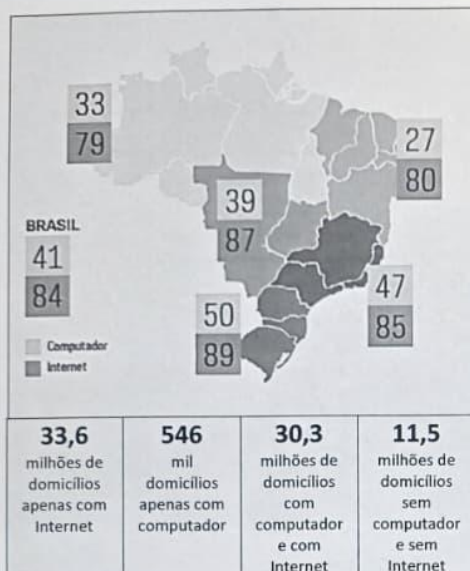 33
79
27
80
39
87
BRASIL
41
84
47
85
50
89
Computador
Internet
33,6
milhões de
domicílios
apenas com
Internet
546
mil
domicílios
apenas com
computador
30,3
milhões de
domicílios
com
computador
e com
Internet
11,5
milhões de
domicílios
sem
computador
e sem
Internet